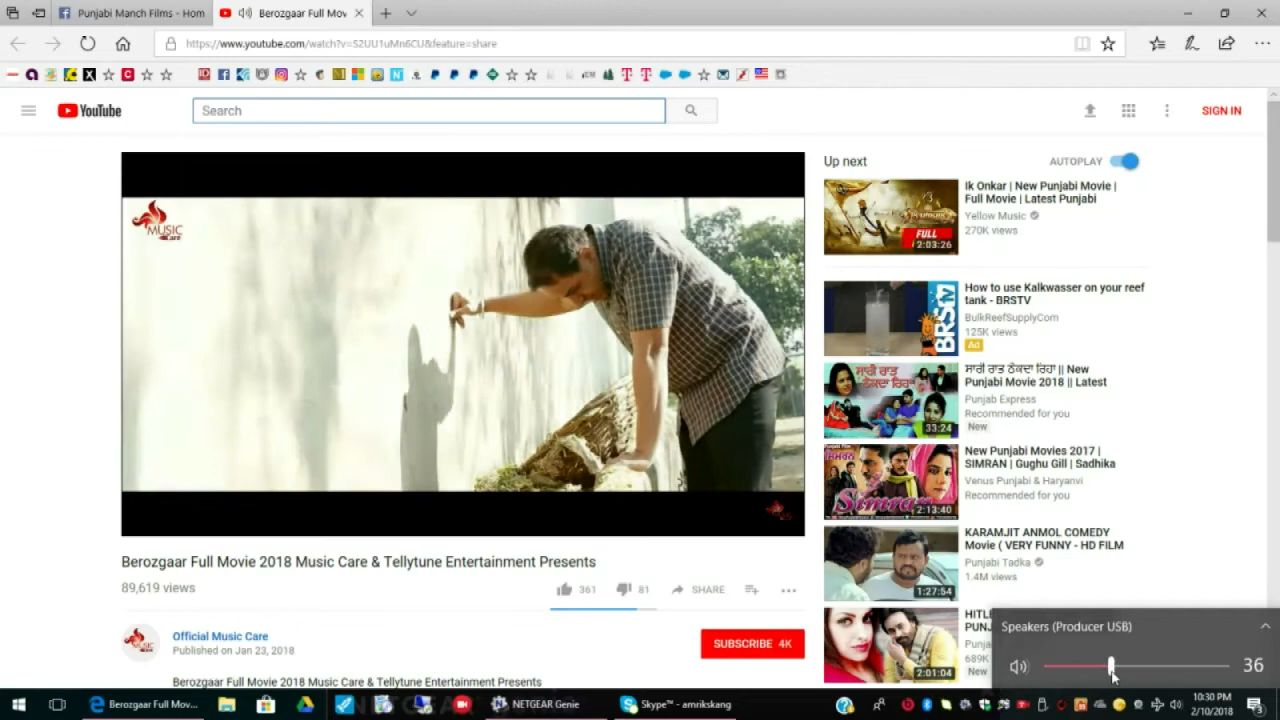 Punjabi Manch Films - Hom
Berozgaar Full Mov
https://www.youtube.com/watch?v=S2UU1uMn6CU&feature=share
YouTube
Search
SIGN IN
MUSIC
Care
Berozgaar Full Movie 2018 Music Care & Tellytune Entertainment Presents
89,619 views
361
81
SHARE
Official Music Care
Published on Jan 23, 2018
SUBSCRIBE 4K
Berozgaar Full Movie 2018 Music Care & Tellytune Entertainment Presents
Up next
AUTOPLAY
FULL
2:03:26
Ik Onkar | New Punjabi Movie |
Full Movie | Latest Punjabi
Yellow Music
270K views
BRSTV
How to use Kalkwasser on your reef
tank - BRSTV
BulkReefSupplyCom
125K views
Ad
ਸਾਰੀ ਰਾਤ
ਠੋਕਦਾ ਰਿਹਾ
33:24
ਸਾਰੀ ਰਾਤ ਠੋਕਦਾ ਰਿਹਾ || New
Punjabi Movie 2018 || Latest
Punjab Express
Recommended for you
New
Simran
2:13:40
New Punjabi Movies 2017 |
SIMRAN | Gughu Gill | Sadhika
Venus Punjabi & Haryanvi
Recommended for you
1:27:54
KARAMJIT ANMOL COMEDY
Movie ( VERY FUNNY - HD FILM
Punjabi Tadka
1.4M views
2:01:04
HITL
PUNJ
Punja
689K
New
Speakers (Producer USB)
36
Berozgaar Full Mov...
NETGEAR Genie
Skype™ - amrikskang
10:30 PM
2/10/2018